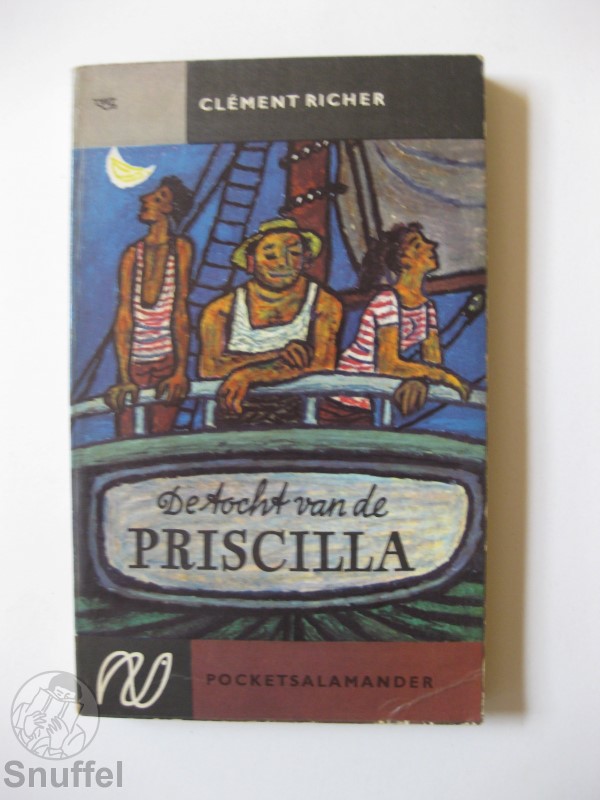 CLÉMENT RICHER
De tocht van de
PRISCILLA
POCKETSALAMANDER
Snuffel